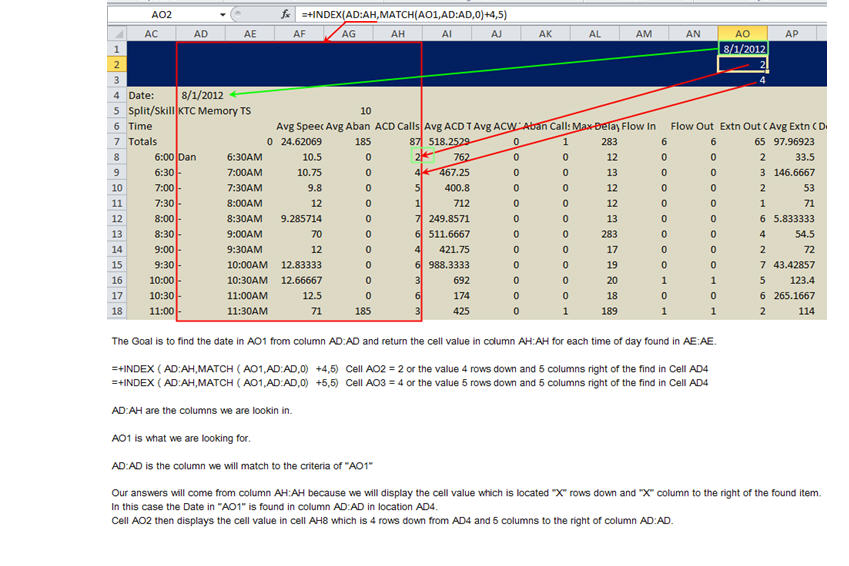 AO2 fx =+INDEX(AD:AH,MATCH(AO1,AD:AD,0)+4,5)
AC AD AE AF AG AH AI AJ AK AL AM AN AO AP
1 8/1/2012
2 2
3 4
4 Date: 8/1/2012
5 Split/Skill KTC Memory TS 10
6 Time Avg Speed Avg Aban ACD Calls Avg ACD T Avg ACW Aban Calls Max Delay Flow In Flow Out Extn Out C Avg Extn C De
7 Totals 0 24.62069 185 87 518.2529 0 1 283 6 6 65 97.96923
8 6:00 Dan 6:30AM 10.5 0 2 762 0 0 12 0 0 2 33.5
9 6:30 - 7:00AM 10.75 0 4 467.25 0 0 13 0 0 3 146.6667
10 7:00 - 7:30AM 9.8 0 5 400.8 0 0 12 0 0 2 53
11 7:30 - 8:00AM 12 0 1 712 0 0 12 0 0 1 71
12 8:00 - 8:30AM 9.285714 0 7 249.8571 0 0 13 0 0 6 5.833333
13 8:30 - 9:00AM 70 0 6 511.6667 0 0 283 0 0 4 54.5
14 9:00 - 9:30AM 12 0 4 421.75 0 0 17 0 0 2 72
15 9:30 - 10:00AM 12.83333 0 6 988.3333 0 0 19 0 0 7 43.42857
16 10:00 - 10:30AM 12.66667 0 3 692 0 0 20 1 1 5 123.4
17 10:30 - 11:00AM 12.5 0 6 174 0 0 18 0 0 6 265.1667
18 11:00 - 11:30AM 71 185 3 425 0 1 189 1 1 2 114
The Goal is to find the date in AO1 from column AD:AD and return the cell value in column AH:AH for each time of day found in AE:AE.
=+INDEX ( AD:AH,MATCH ( AO1,AD:AD,0) +4,5) Cell AO2 = 2 or the value 4 rows down and 5 columns right of the find in Cell AD4
=+INDEX ( AD:AH,MATCH ( AO1,AD:AD,0) +5,5) Cell AO3 = 4 or the value 5 rows down and 5 columns right of the find in Cell AD4
AD:AH are the columns we are lookin in.
AO1 is what we are looking for.
AD:AD is the column we will match to the criteria of "AO1"
Our answers will come from column AH:AH because we will display the cell value which is located "X" rows down and "X" column to the right of the found item.
In this case the Date in "AO1" is found in column AD:AD in location AD4.
Cell AO2 then displays the cell value in cell AH8 which is 4 rows down from AD4 and 5 columns to the right of column AD:AD.